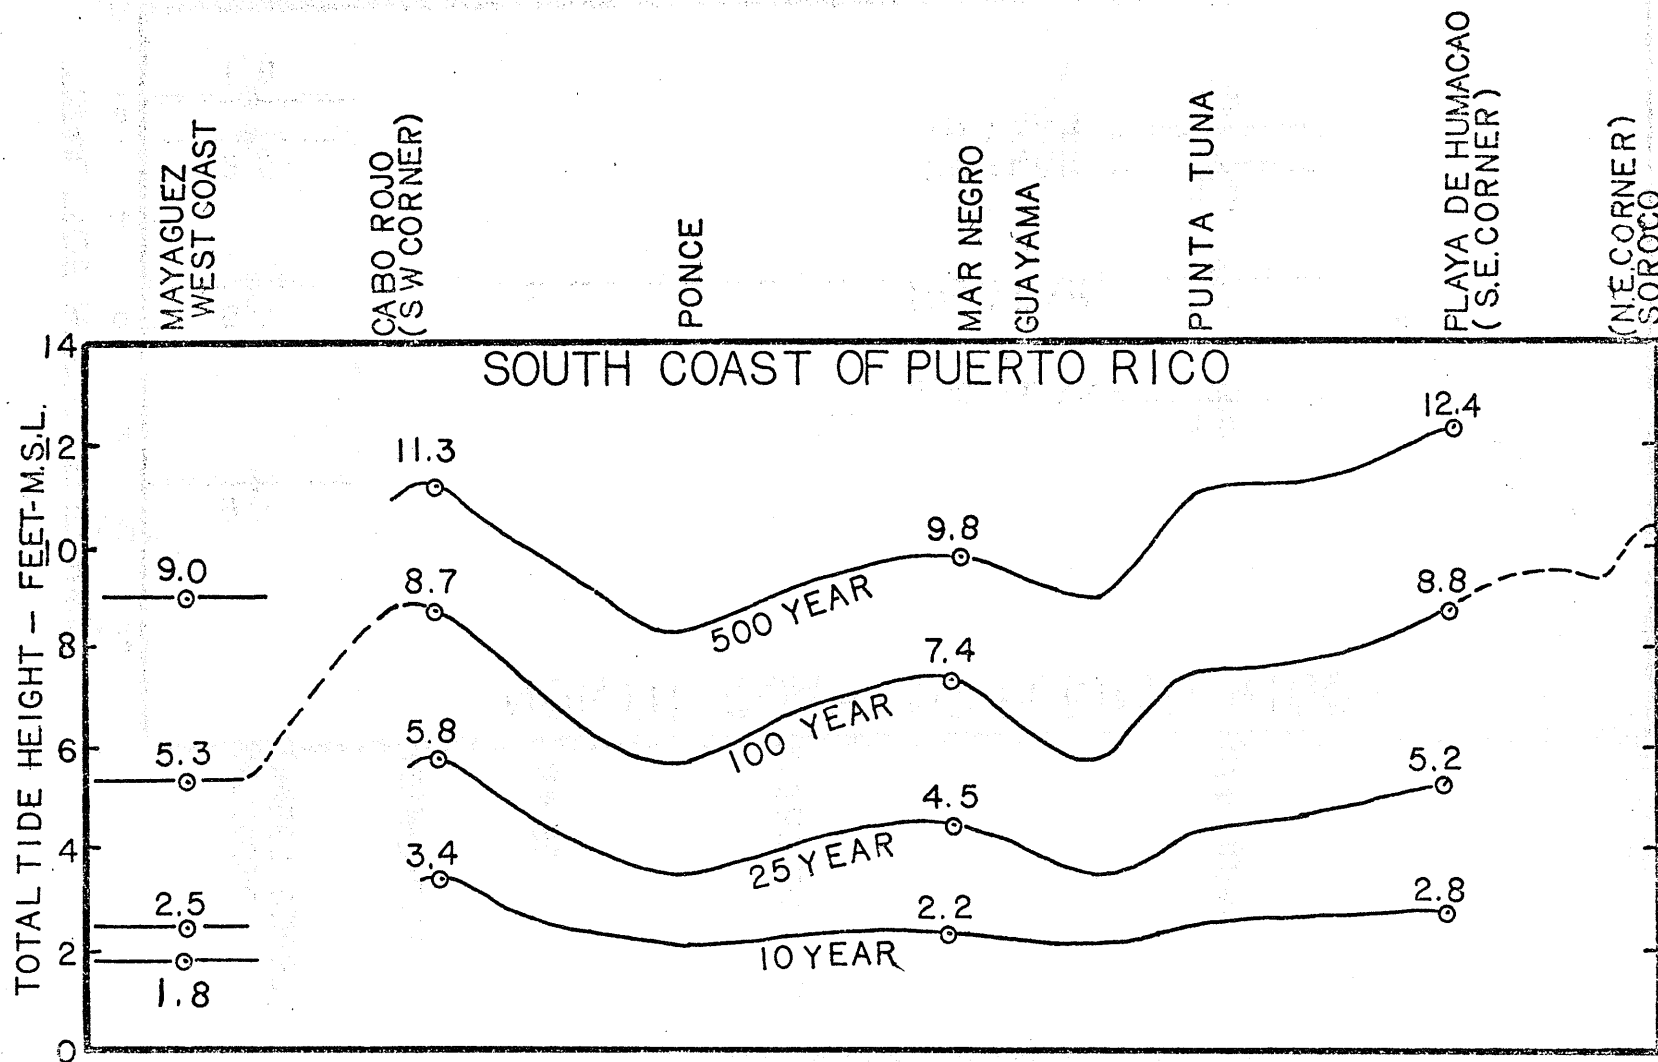 MAYAGUEZ
WEST COAST
CABO ROJO
(SW CORNER)
PONCE
MAR NEGRO
GUAYAMA
PUNTA TUNA
PLAYA DE HUMACAO
(S.E.CORNER)
(N.E.CORNER)
SOROCO
SOUTH COAST OF PUERTO RICO
TOTAL TIDE HEIGHT – FEET-M.S.L.
14
12
10
8
6
4
2
0
9.0
5.3
2.5
1.8
11.3
8.7
5.8
3.4
9.8
7.4
4.5
2.2
12.4
8.8
5.2
2.8
500 YEAR
100 YEAR
25 YEAR
10 YEAR